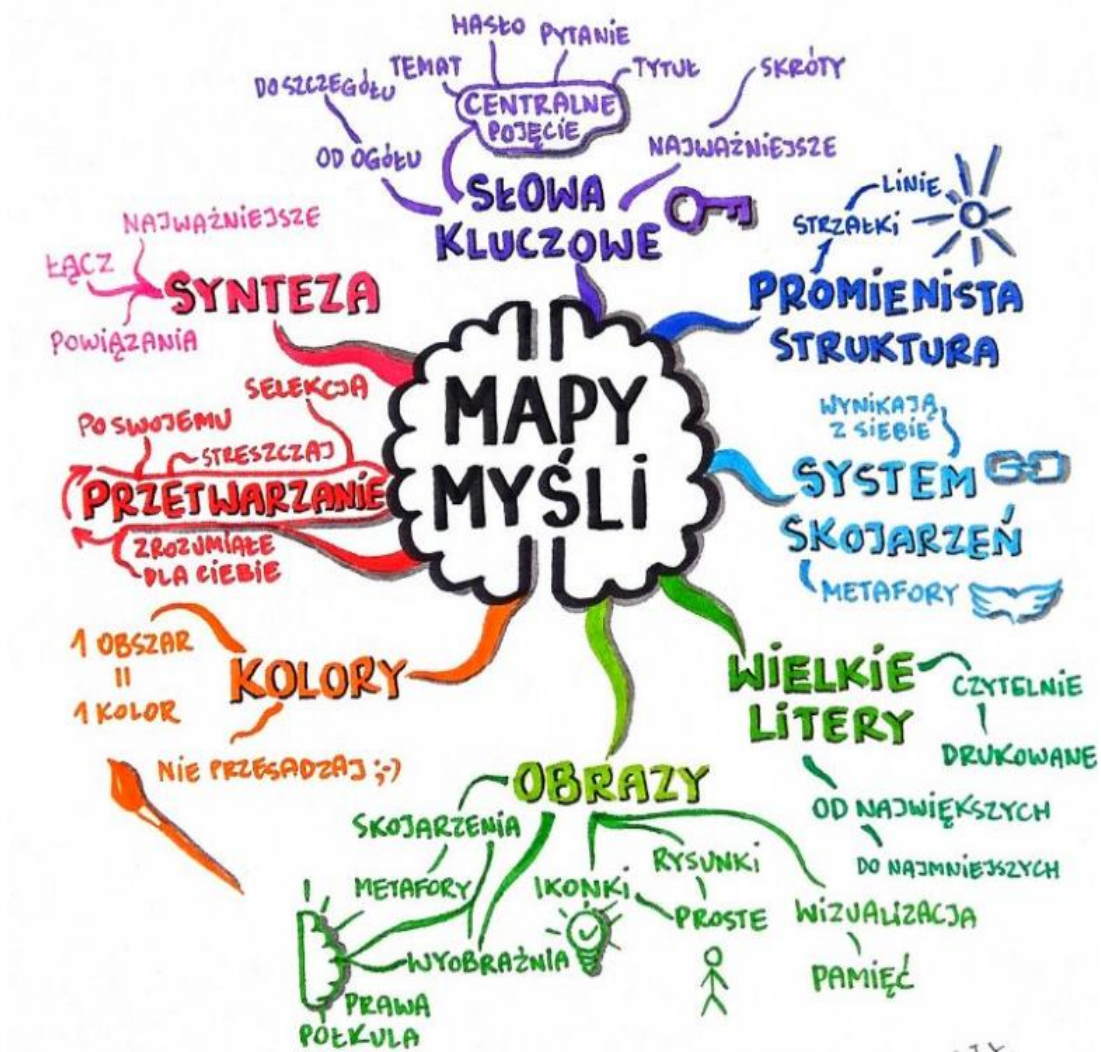 MAPY
MYŚLI
SŁOWA
KLUCZOWE
CENTRALNE
POJĘCIE
TEMAT
HASŁO
PYTANIE
TYTUŁ
OD OGÓŁU
DO SZCZEGÓŁU
NAJWAŻNIEJSZE
SKRÓTY
PROMIENISTA
STRUKTURA
STRZAŁKI
LINIE
SYSTEM
SKOJARZEŃ
WYNIKAJĄ
Z SIEBIE
METAFORY
WIELKIE
LITERY
CZYTELNIE
DRUKOWANE
OD NAJWIĘKSZYCH
DO NAJMNIEJSZYCH
OBRAZY
SKOJARZENIA
METAFORY
WYOBRAŹNIA
PRAWA
PÓŁKULA
IKONKI
RYSUNKI
PROSTE
WIZUALIZACJA
PAMIĘĆ
KOLORY
1 OBSZAR
=
1 KOLOR
NIE PRZESADZAJ ;-)
PRZETWARZANIE
PO SWOJEMU
STRESZCZAJ
SELEKCJA
ZROZUMIAŁE
DLA CIEBIE
SYNTEZA
NAJWAŻNIEJSZE
ŁĄCZ
POWIĄZANIA